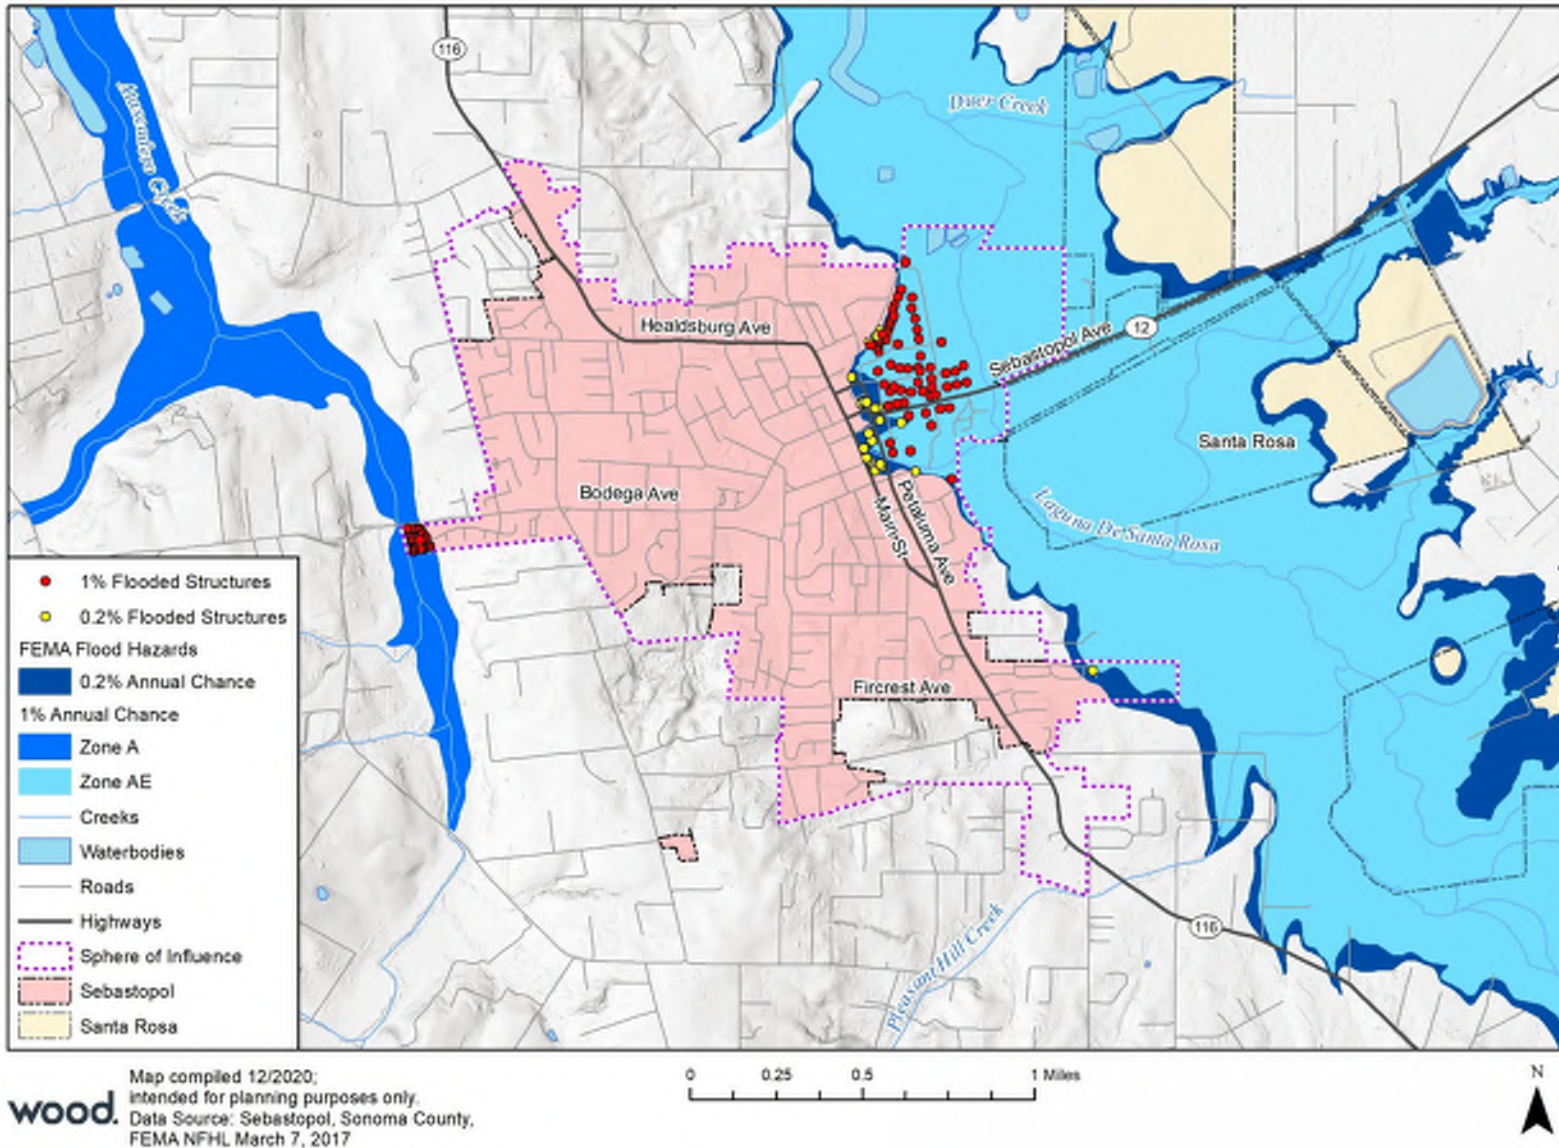 116
Atascadero Creek
Duer Creek
Healdsburg Ave
Sebastopol Ave
12
Santa Rosa
Bodega Ave
Main St
Petaluma Ave
Laguna De Santa Rosa
Fircrest Ave
Pleasant Hill Creek
116
1% Flooded Structures
0.2% Flooded Structures
FEMA Flood Hazards
0.2% Annual Chance
1% Annual Chance
Zone A
Zone AE
Creeks
Waterbodies
Roads
Highways
Sphere of Influence
Sebastopol
Santa Rosa
wood.
Map compiled 12/2020;
intended for planning purposes only.
Data Source: Sebastopol, Sonoma County,
FEMA NFHL March 7, 2017
0 0.25 0.5 1 Miles
N